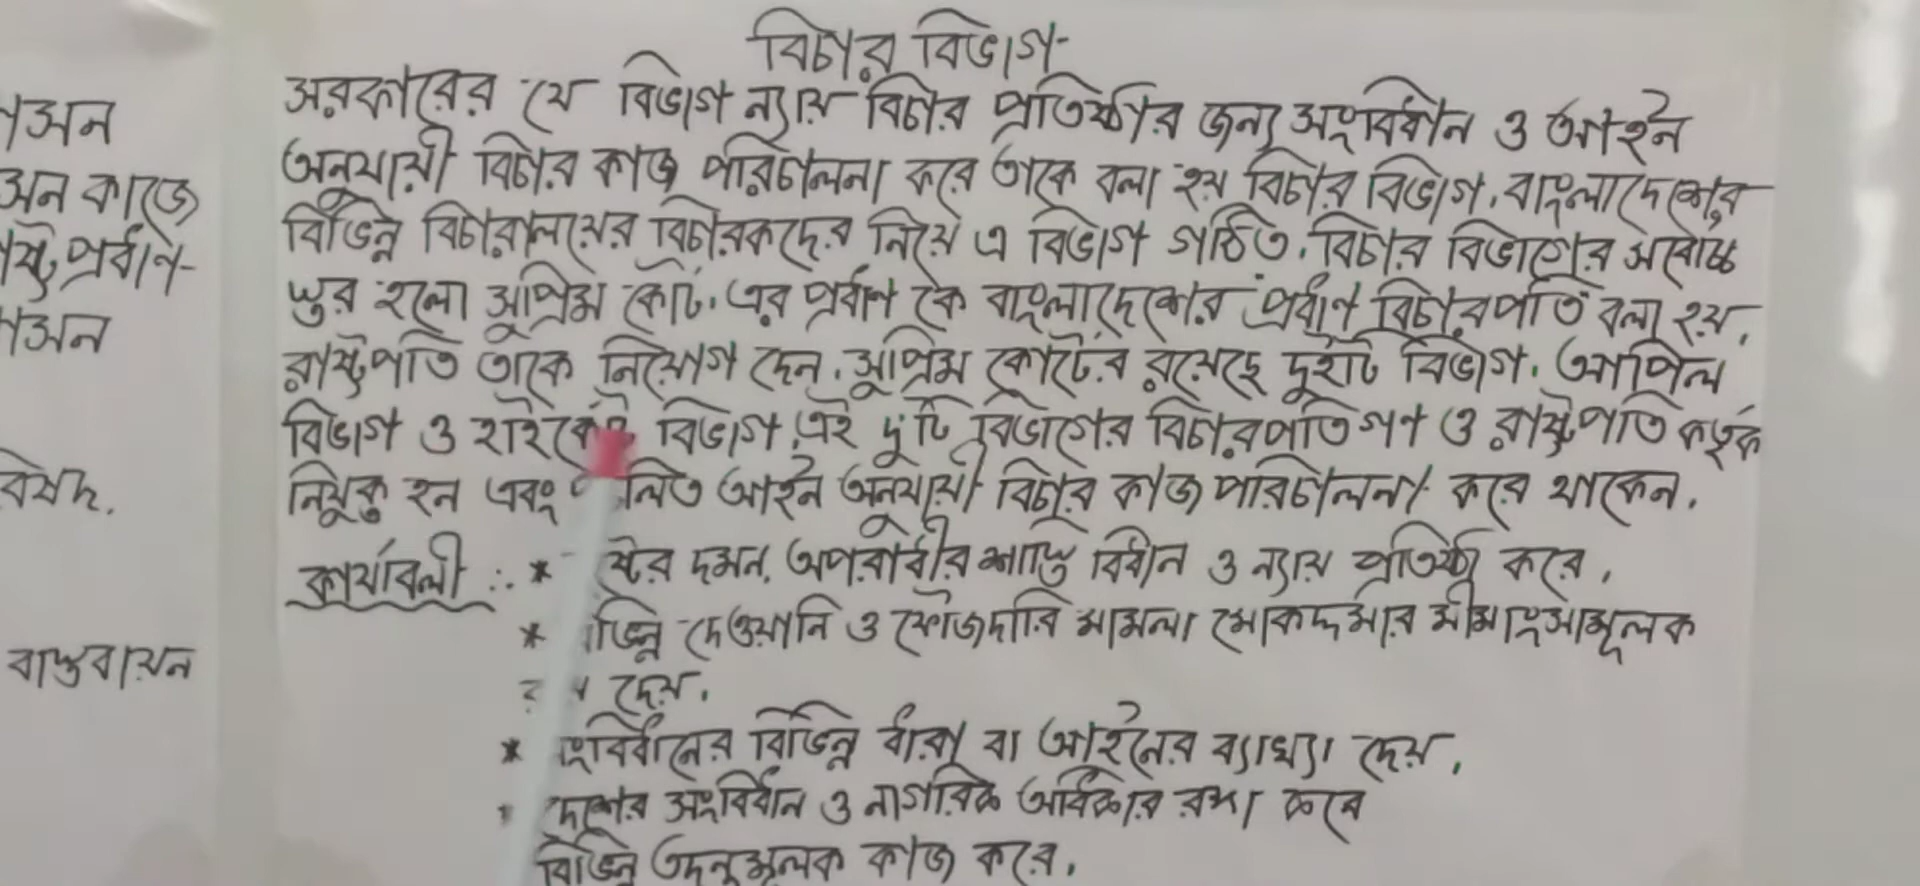 বিচার বিভাগ
সরকারের যে বিভাগ ন্যায় বিচার প্রতিষ্ঠার জন্য সংবিধান ও আইন
অনুযায়ী বিচার কাজ পরিচালনা করে তাকে বলা হয় বিচার বিভাগ. বাংলাদেশের
বিভিন্ন বিচারালয়ের বিচারকদের নিয়ে এ বিভাগ গঠিত. বিচার বিভাগের সর্বোচ্চ
স্তর হলো সুপ্রিম কোর্ট. এর প্রধান কে বাংলাদেশের প্রধান বিচারপতি বলা হয়.
রাষ্ট্রপতি তাকে নিয়োগ দেন. সুপ্রিম কোর্টের রয়েছে দুইটি বিভাগ. আপিল
বিভাগ ও হাইকোর্ট বিভাগ. এই দু'টি বিভাগের বিচারপতিগণ ও রাষ্ট্রপতি কর্তৃক
নিযুক্ত হন এবং আইন অনুযায়ী বিচার কাজ পরিচালনা করে থাকেন.
কার্যাবলী : * দমন. অপরাধীর শাস্তি বিধান ও ন্যায় প্রতিষ্ঠা করে.
* দেওয়ানি ও ফৌজদারি মামলা মোকদ্দমার মীমাংসামূলক
দেয়.
* বিভিন্ন ধারা বা আইনের ব্যাখ্যা দেয়.
দেশের সংবিধান ও নাগরিক অধিকার রক্ষা করে
বিভিন্ন তদন্তমূলক কাজ করে.
সন কাজে
বাস্তবায়ন